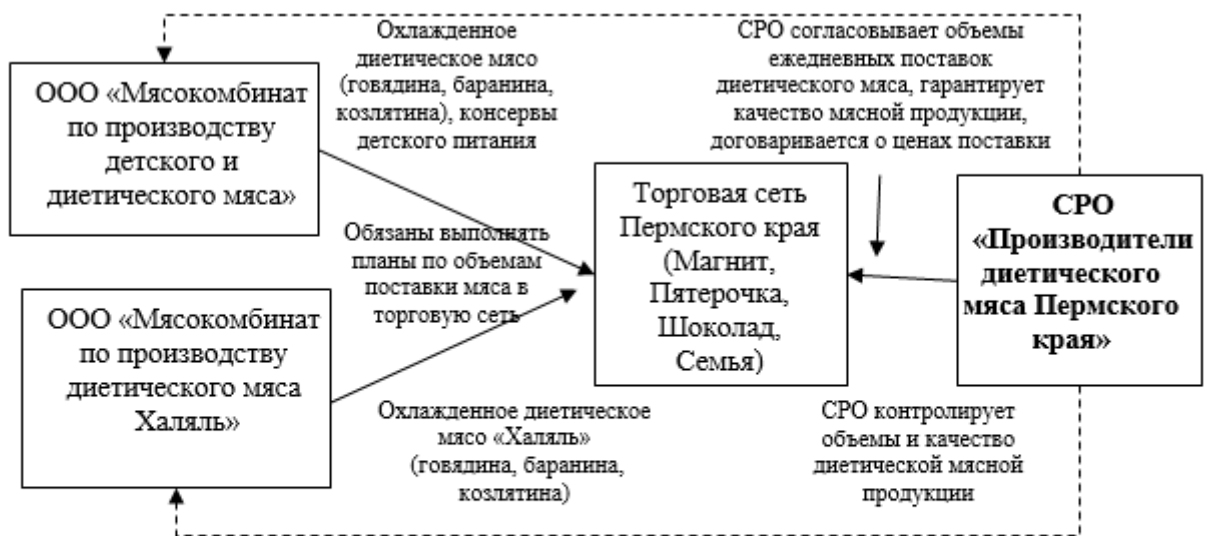 Охлажденное
диетическое мясо
(говядина, баранина,
козлятина), консервы
детского питания
СРО согласовывает объемы
ежедневных поставок
диетического мяса, гарантирует
качество мясной продукции,
договаривается о ценах поставки
ООО «Мясокомбинат
по производству
детского и
диетического мяса»
Торговая сеть
Пермского края
(Магнит,
Пятерочка,
Шоколад,
Семья)
СРО
«Производители
диетического
мяса Пермского
края»
Обязаны выполнять
планы по объемам
поставки мяса в
торговую сеть
ООО «Мясокомбинат
по производству
диетического мяса
Халяль»
Охлажденное диетическое
мясо «Халяль»
(говядина, баранина,
козлятина)
СРО контролирует
объемы и качество
диетической мясной
продукции